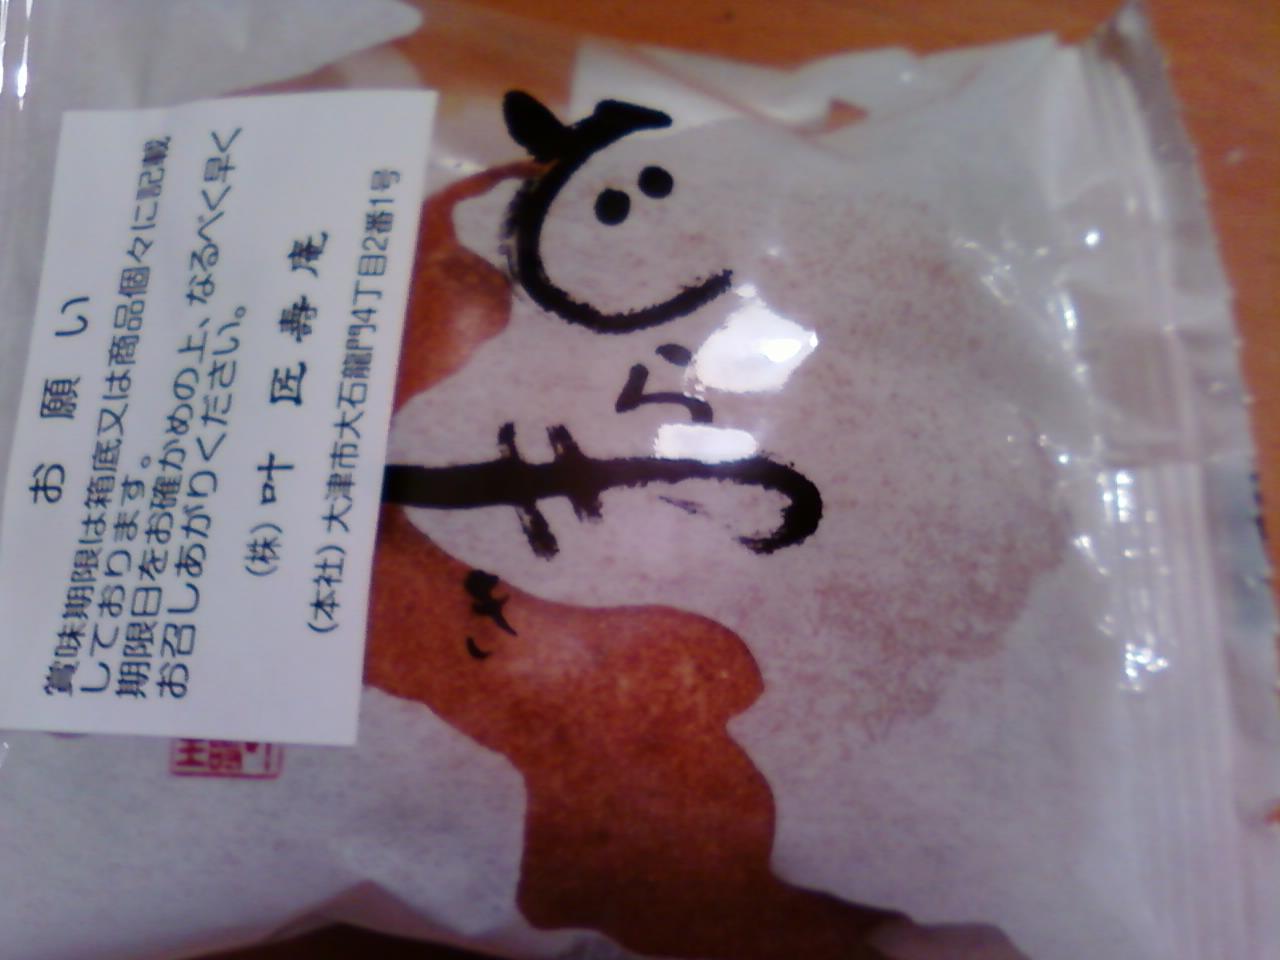 お願い
賞味期限は箱底又は商品個々に記載
しております。
期限日をお確かめの上、なるべく早く
お召しあがりください。
(株) 叶 匠 壽 庵
(本社) 大津市大石龍門4丁目2番1号